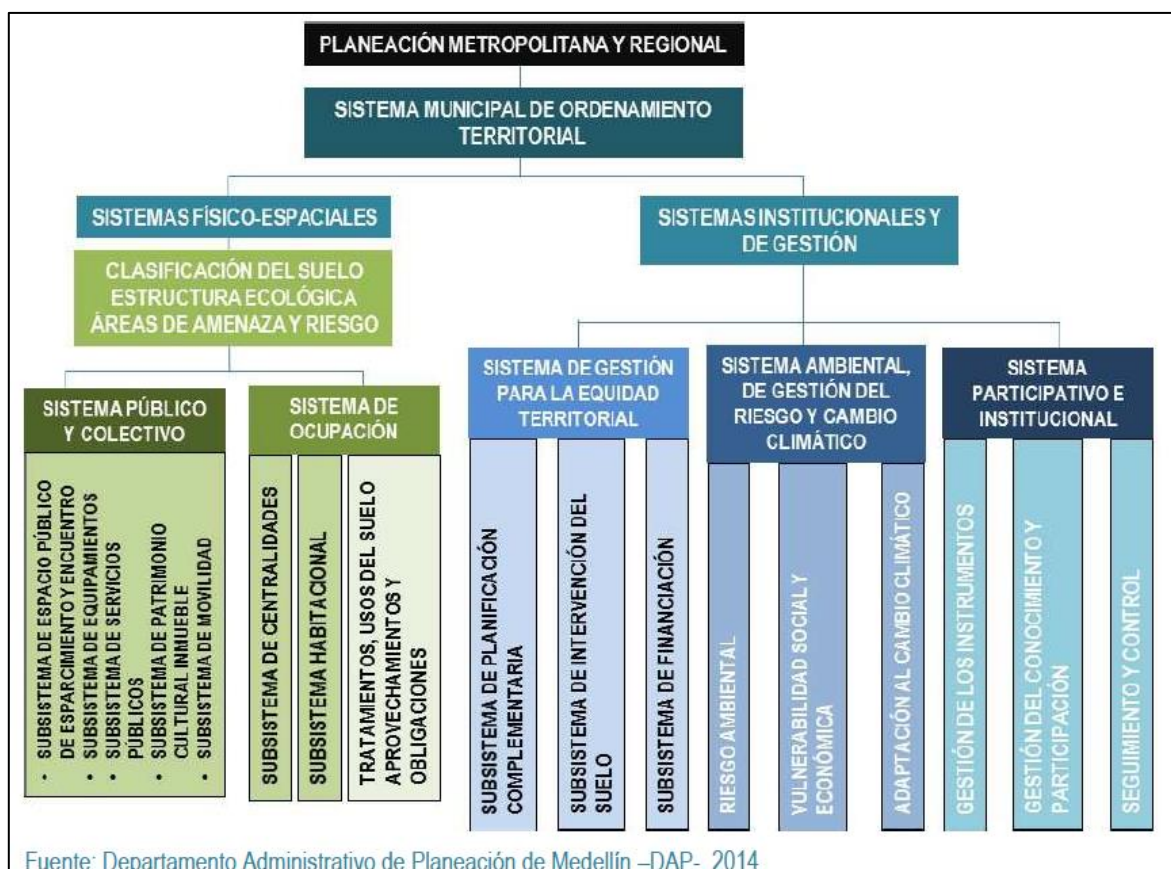 PLANEACIÓN METROPOLITANA Y REGIONAL
SISTEMA MUNICIPAL DE ORDENAMIENTO
TERRITORIAL
SISTEMAS FÍSICO-ESPACIALES
CLASIFICACIÓN DEL SUELO
ESTRUCTURA ECOLÓGICA
ÁREAS DE AMENAZA Y RIESGO
SISTEMA PÚBLICO
Y COLECTIVO
• SUBSISTEMA DE ESPACIO PÚBLICO
DE ESPARCIMIENTO Y ENCUENTRO
• SUBSISTEMA DE EQUIPAMIENTOS
• SUBSISTEMA DE SERVICIOS
PÚBLICOS
• SUBSISTEMA DE PATRIMONIO
CULTURAL INMUEBLE
• SUBSISTEMA DE MOVILIDAD
SISTEMA DE
OCUPACIÓN
SUBSISTEMA DE CENTRALIDADES
SUBSISTEMA HABITACIONAL
TRATAMIENTOS, USOS DEL SUELO
APROVECHAMIENTOS Y
OBLIGACIONES
SISTEMAS INSTITUCIONALES Y
DE GESTIÓN
SISTEMA DE GESTIÓN
PARA LA EQUIDAD
TERRITORIAL
SUBSISTEMA DE PLANIFICACIÓN
COMPLEMENTARIA
SUBSISTEMA DE INTERVENCIÓN DEL
SUELO
SUBSISTEMA DE FINANCIACIÓN
SISTEMA AMBIENTAL,
DE GESTIÓN DEL
RIESGO Y CAMBIO
CLIMÁTICO
RIESGO AMBIENTAL
VULNERABILIDAD SOCIAL Y
ECONÓMICA
ADAPTACIÓN AL CAMBIO CLIMÁTICO
SISTEMA
PARTICIPATIVO E
INSTITUCIONAL
GESTIÓN DE LOS INSTRUMENTOS
GESTIÓN DEL CONOCIMIENTO Y
PARTICIPACIÓN
SEGUIMIENTO Y CONTROL
Fuente: Departamento Administrativo de Planeación de Medellín –DAP-, 2014